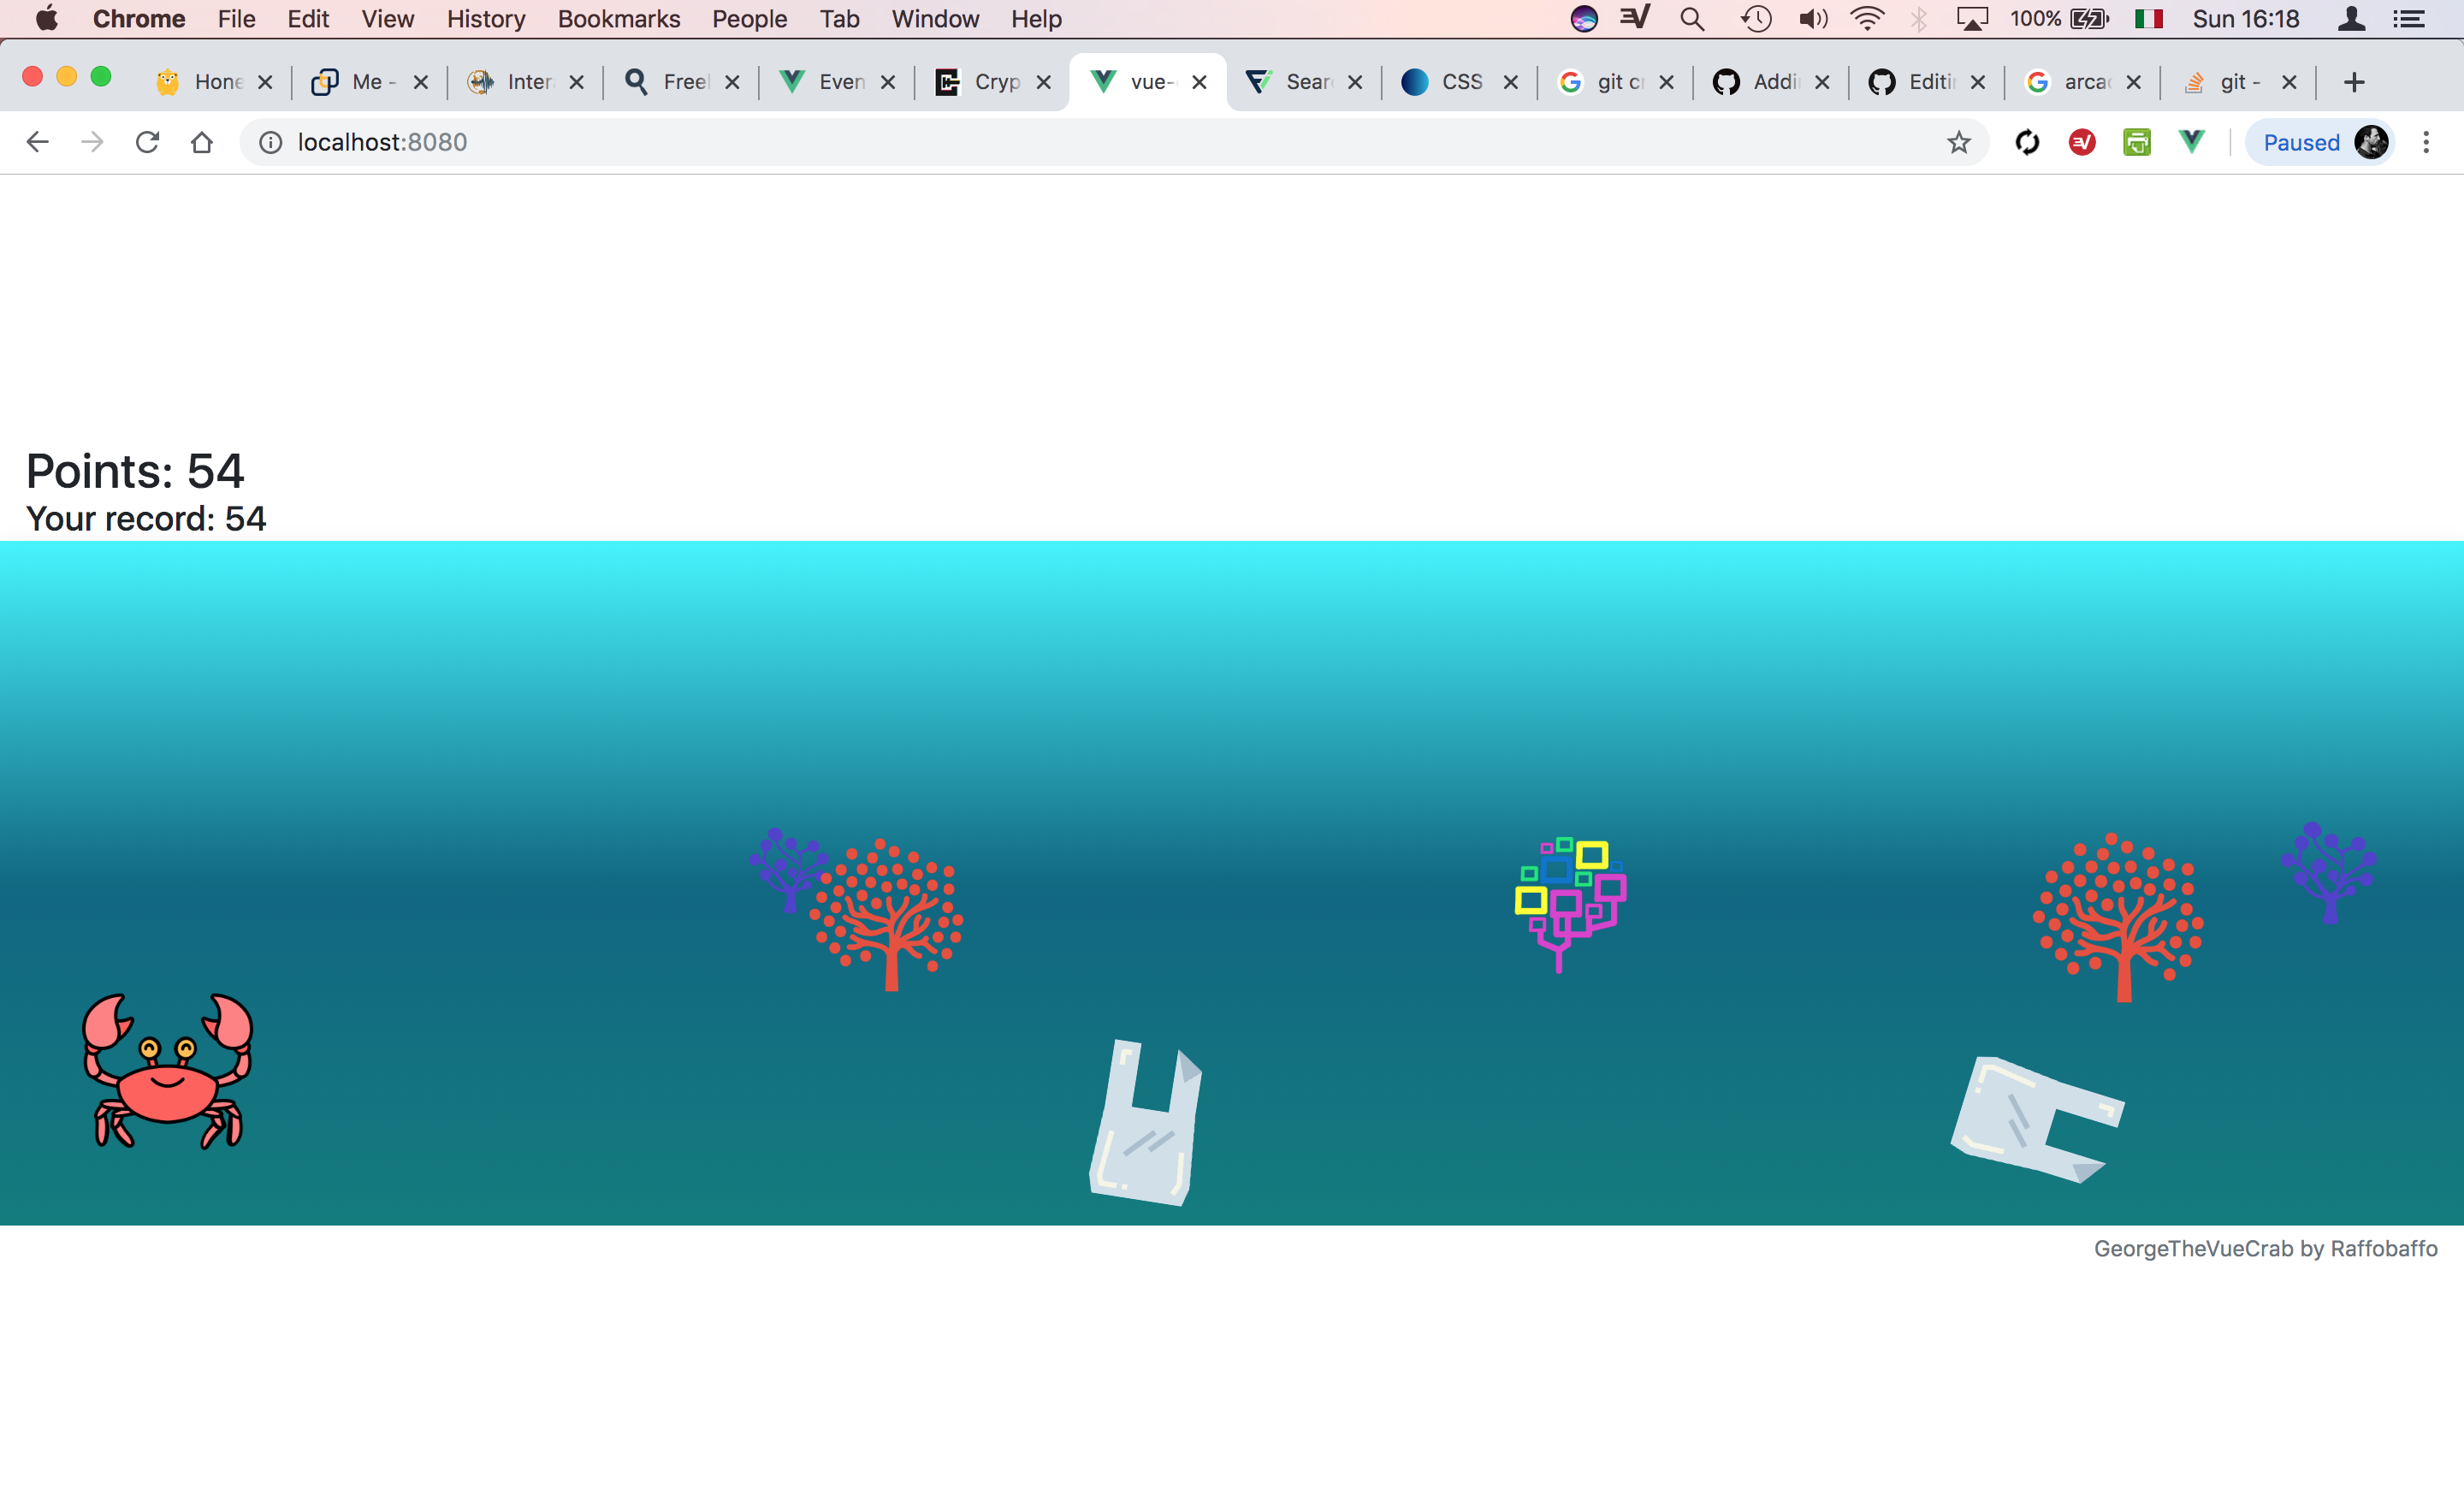 Chrome File Edit View History Bookmarks People Tab Window Help 100% Sun 16:18
Hone Me - Inter Freel Even Cryp vue- Sear CSS git cr Addi Editi arca git -
localhost:8080 Paused
Points: 54
Your record: 54
GeorgeTheVueCrab by Raffobaffo